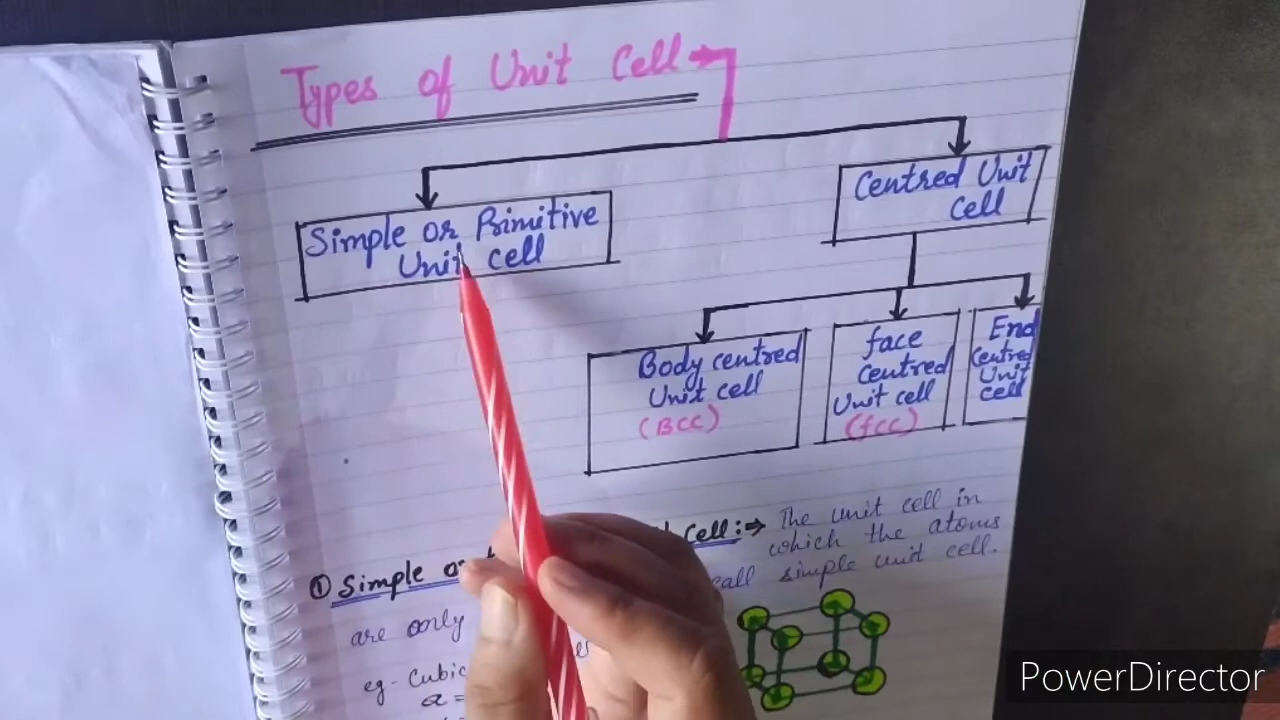 Types of Unit Cell
Simple or Primitive
Unit cell
Centred Unit
Cell
Body centred
Unit cell
(BCC)
face
Centred
Unit cell
(fcc)
End
Centred
Unit
cell
① Simple or Cell:⇒ The unit cell in
which the atoms
are only call simple unit cell.
eg- Cubic
a =
PowerDirector